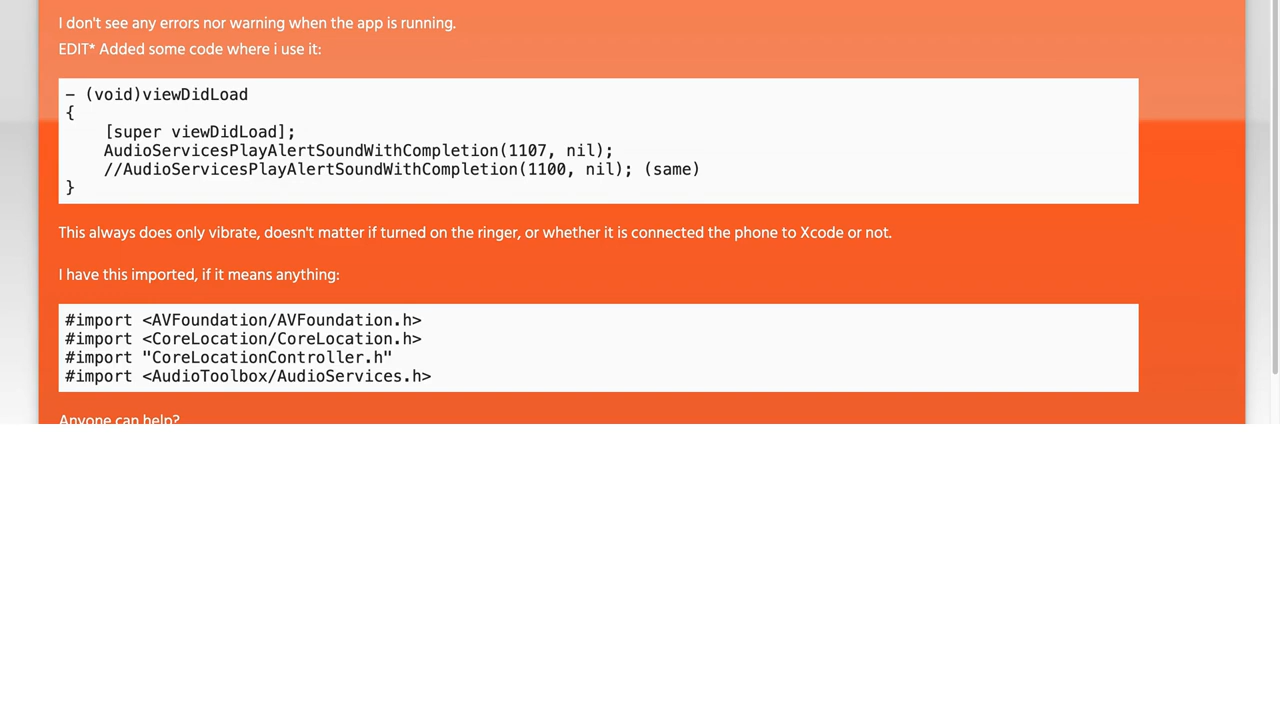 I don't see any errors nor warning when the app is running.
EDIT* Added some code where i use it:
- (void)viewDidLoad
{
    [super viewDidLoad];
    AudioServicesPlayAlertSoundWithCompletion(1107, nil);
    //AudioServicesPlayAlertSoundWithCompletion(1100, nil); (same)
}
This always does only vibrate, doesn't matter if turned on the ringer, or whether it is connected the phone to Xcode or not.
I have this imported, if it means anything:
#import <AVFoundation/AVFoundation.h>
#import <CoreLocation/CoreLocation.h>
#import "CoreLocationController.h"
#import <AudioToolbox/AudioServices.h>
Anyone can help?